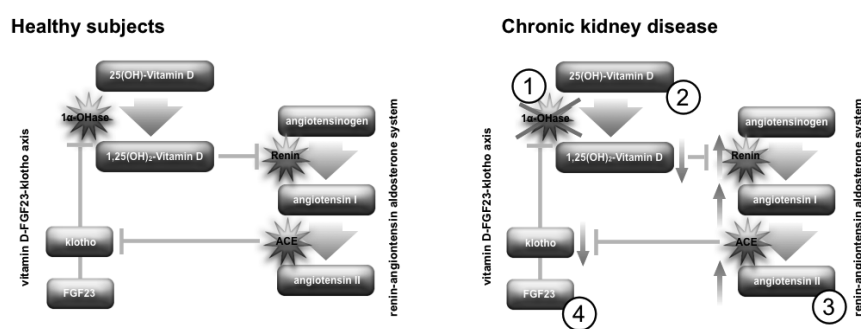 Healthy subjects
25(OH)-Vitamin D
1α-OHase
1,25(OH)₂-Vitamin D
klotho
FGF23
vitamin D-FGF23-klotho axis
angiotensinogen
Renin
angiotensin I
ACE
angiotensin II
renin-angiontensin aldosterone system
Chronic kidney disease
1
25(OH)-Vitamin D
2
1α-OHase
1,25(OH)₂-Vitamin D
klotho
FGF23
4
vitamin D-FGF23-klotho axis
angiotensinogen
Renin
angiotensin I
ACE
angiotensin II
3
renin-angiontensin aldosterone system